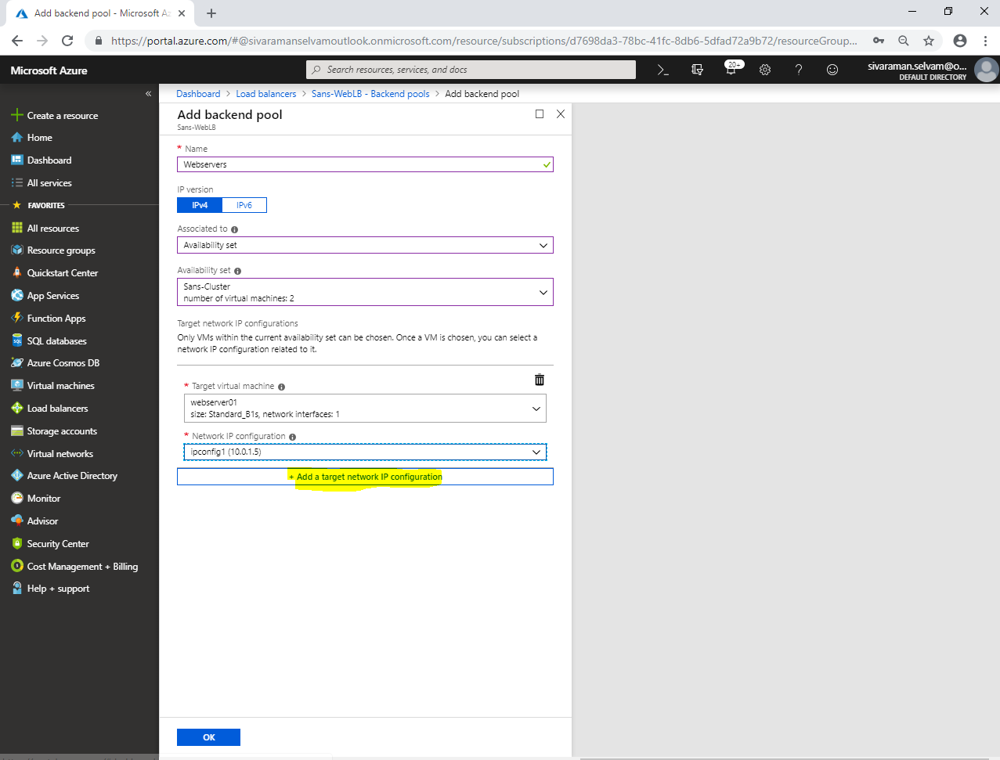 Add backend pool - Microsoft Az
https://portal.azure.com/#@sivaramanselvamoutlook.onmicrosoft.com/resource/subscriptions/d7698da3-78bc-41fc-8db6-5dfad72a9b72/resourceGroup...
Microsoft Azure
Search resources, services, and docs
20+
sivaraman.selvam@o...
DEFAULT DIRECTORY
Dashboard > Load balancers > Sans-WebLB - Backend pools > Add backend pool
Create a resource
Home
Dashboard
All services
FAVORITES
All resources
Resource groups
Quickstart Center
App Services
Function Apps
SQL databases
Azure Cosmos DB
Virtual machines
Load balancers
Storage accounts
Virtual networks
Azure Active Directory
Monitor
Advisor
Security Center
Cost Management + Billing
Help + support
Add backend pool
Sans-WebLB
* Name
Webservers
IP version
IPv4 IPv6
Associated to
Availability set
Availability set
Sans-Cluster
number of virtual machines: 2
Target network IP configurations
Only VMs within the current availability set can be chosen. Once a VM is chosen, you can select a
network IP configuration related to it.
* Target virtual machine
webserver01
size: Standard_B1s, network interfaces: 1
* Network IP configuration
ipconfig1 (10.0.1.5)
+ Add a target network IP configuration
OK